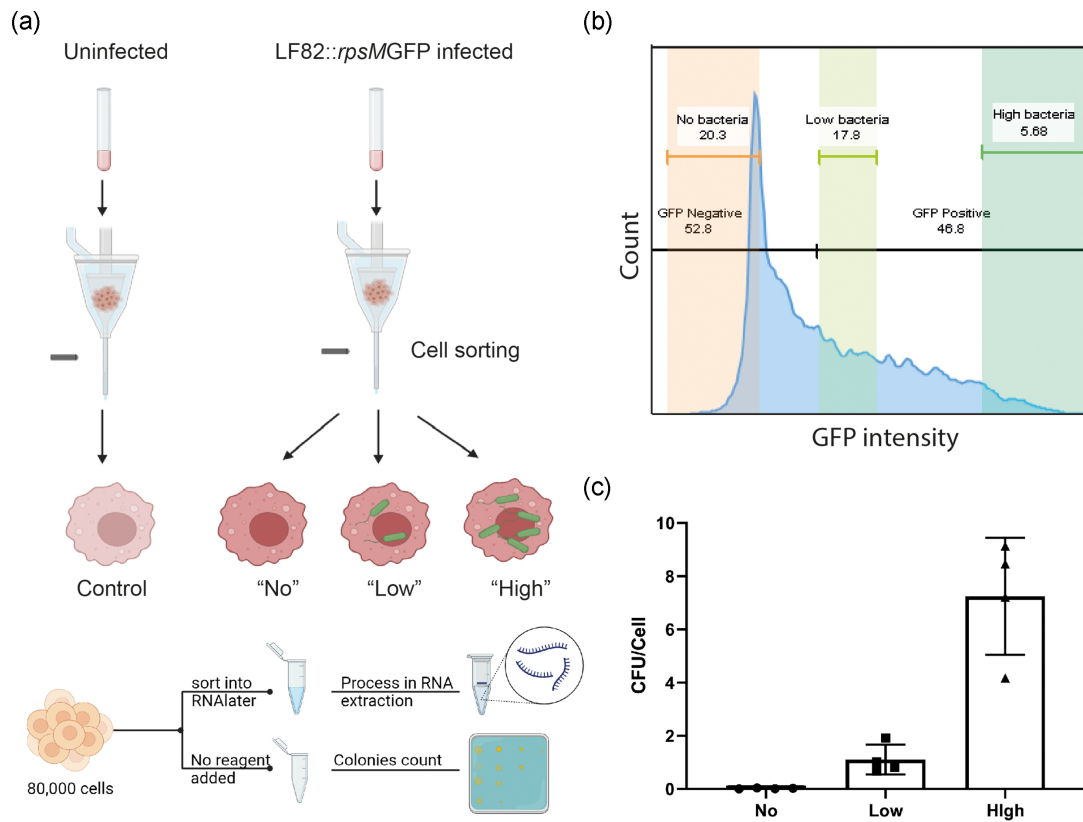 (a)
Uninfected
LF82::rpsMGFP infected
Cell sorting
Control
“No”
“Low”
“High”
80,000 cells
sort into
RNAlater
Process in RNA
extraction
No reagent
added
Colonies count
(b)
No bacteria
20.3
Low bacteria
17.8
High bacteria
5.68
GFP Negative
52.8
GFP Positive
46.8
Count
GFP intensity
(c)
CFU/Cell
10
8
6
4
2
0
No
Low
HIgh